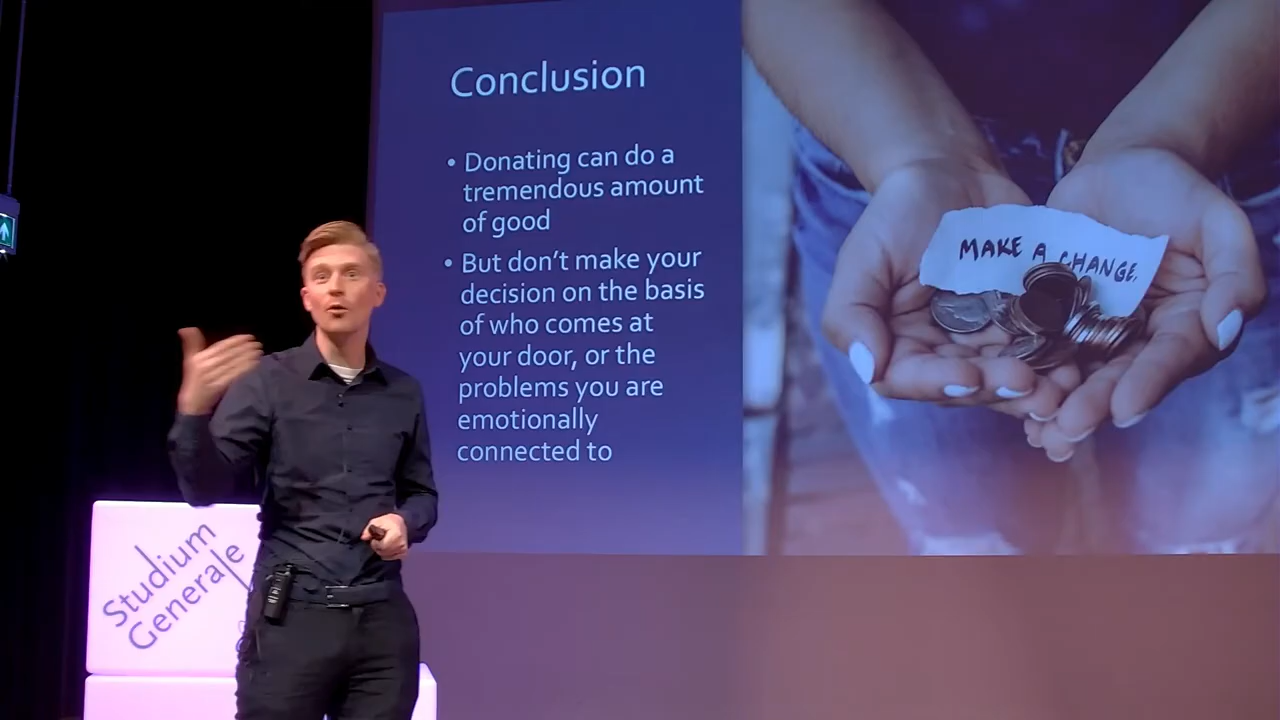 Conclusion
• Donating can do a
tremendous amount
of good
• But don't make your
decision on the basis
of who comes at
your door, or the
problems you are
emotionally
connected to
MAKE A CHANGE.
Studium
Generale